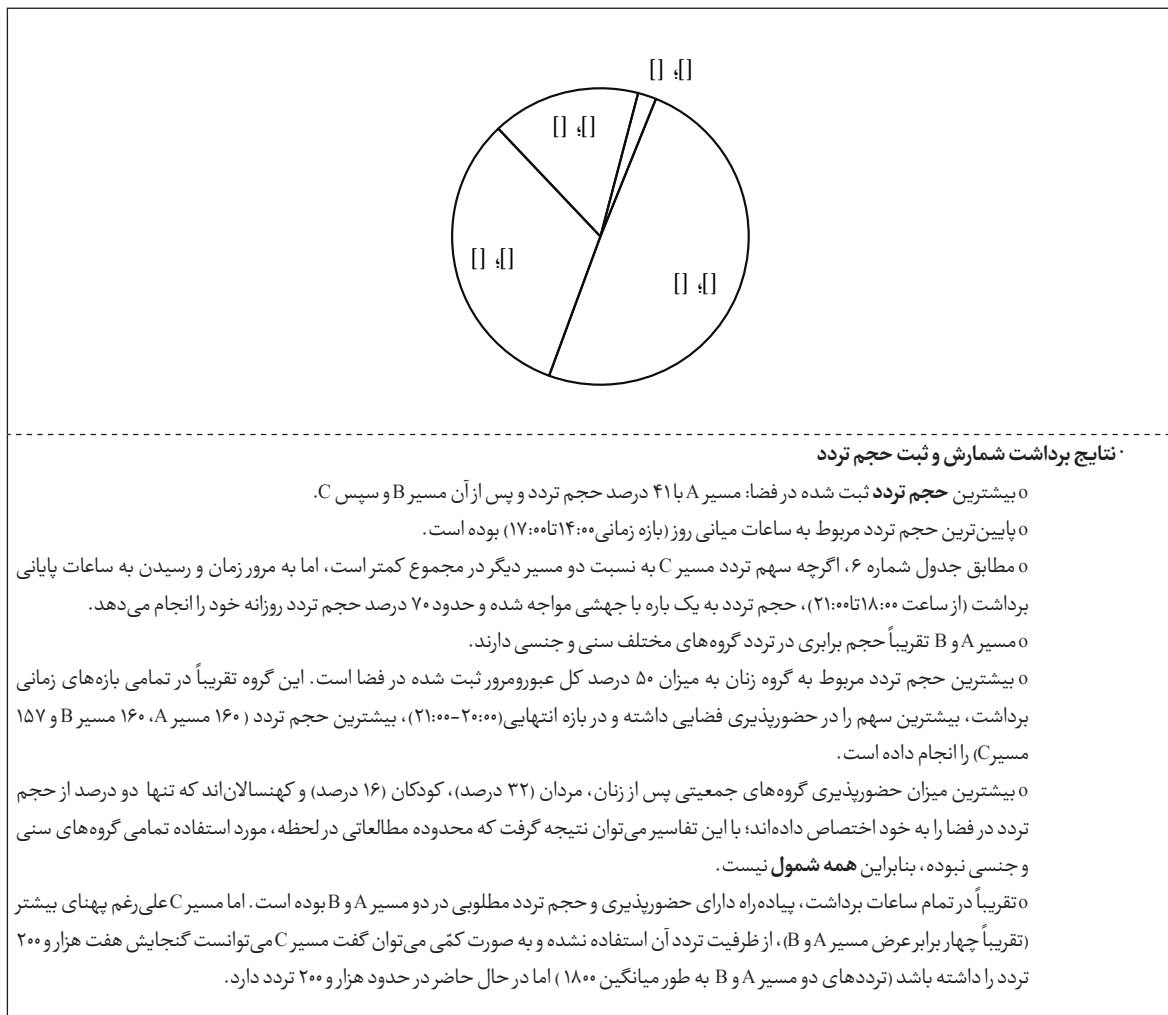 []؛ []
[]؛ []
[]؛ []
[]؛ []
· نتایج برداشت شمارش و ثبت حجم تردد
o بیشترین حجم تردد ثبت شده در فضا: مسیر A با ۴۱ درصد حجم تردد و پس از آن مسیر B و سپس C.
o پایین‌ترین حجم تردد مربوط به ساعات میانی روز (بازه زمانی ۱۴:۰۰تا۱۷:۰۰) بوده است.
o مطابق جدول شماره ۶، اگرچه سهم تردد مسیر C به نسبت دو مسیر دیگر در مجموع کمتر است، اما به مرور زمان و رسیدن به ساعات پایانی
برداشت (از ساعت ۱۸:۰۰تا۲۱:۰۰)، حجم تردد به یک باره با جهشی مواجه شده و حدود ۷۰ درصد حجم تردد روزانه خود را انجام می‌دهد.
o مسیر A و B تقریباً حجم برابری در تردد گروه‌های مختلف سنی و جنسی دارند.
o بیشترین حجم تردد مربوط به گروه زنان به میزان ۵۰ درصد کل عبورومرور ثبت شده در فضا است. این گروه تقریباً در تمامی بازه‌های زمانی
برداشت، بیشترین سهم را در حضورپذیری فضایی داشته و در بازه انتهایی(۲۰:۰۰-۲۱:۰۰)، بیشترین حجم تردد ( ۱۶۰ مسیر A، ۱۶۰ مسیر B و ۱۵۷
مسیرC) را انجام داده است.
o بیشترین میزان حضورپذیری گروه‌های جمعیتی پس از زنان، مردان (۳۲ درصد)، کودکان (۱۶ درصد) و کهنسالان‌اند که تنها دو درصد از حجم
تردد در فضا را به خود اختصاص داده‌اند؛ با این تفاسیر می‌توان نتیجه گرفت که محدوده مطالعاتی در لحظه، مورد استفاده تمامی گروه‌های سنی
و جنسی نبوده، بنابراین همه شمول نیست.
o تقریباً در تمام ساعات برداشت، پیاده‌راه دارای حضورپذیری و حجم تردد مطلوبی در دو مسیر A و B بوده است. اما مسیر C علی‌رغم پهنای بیشتر
(تقریباً چهار برابر عرض مسیر A و B)، از ظرفیت تردد آن استفاده نشده و به صورت کمّی می‌توان گفت مسیر C می‌توانست گنجایش هفت هزار و ۲۰۰
تردد را داشته باشد (ترددهای دو مسیر A و B به طور میانگین ۱۸۰۰ ) اما در حال حاضر در حدود هزار و ۲۰۰ تردد دارد.